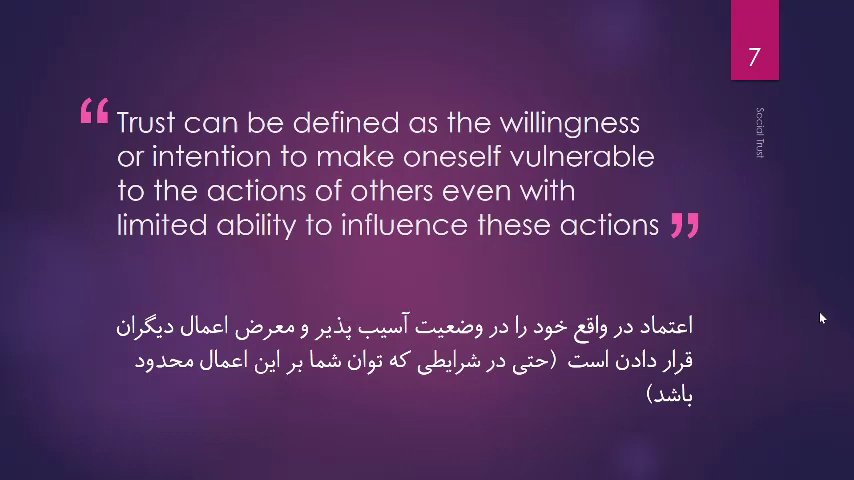 7
Social Trust
“Trust can be defined as the willingness
or intention to make oneself vulnerable
to the actions of others even with
limited ability to influence these actions”
اعتماد در واقع خود را در وضعیت آسیب پذیر و معرض اعمال دیگران
قرار دادن است (حتی در شرایطی که توان شما بر این اعمال محدود
باشد)